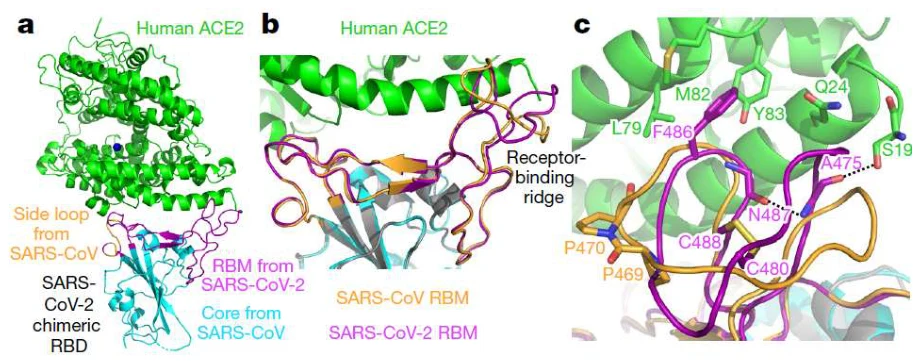 a
Human ACE2
Side loop
from
SARS-CoV
SARS-
CoV-2
chimeric
RBD
RBM from
SARS-CoV-2
Core from
SARS-CoV
b
Human ACE2
Receptor-
binding
ridge
SARS-CoV RBM
SARS-CoV-2 RBM
c
M82
Q24
L79
Y83
F486
S19
A475
N487
P470
C488
P469
C480